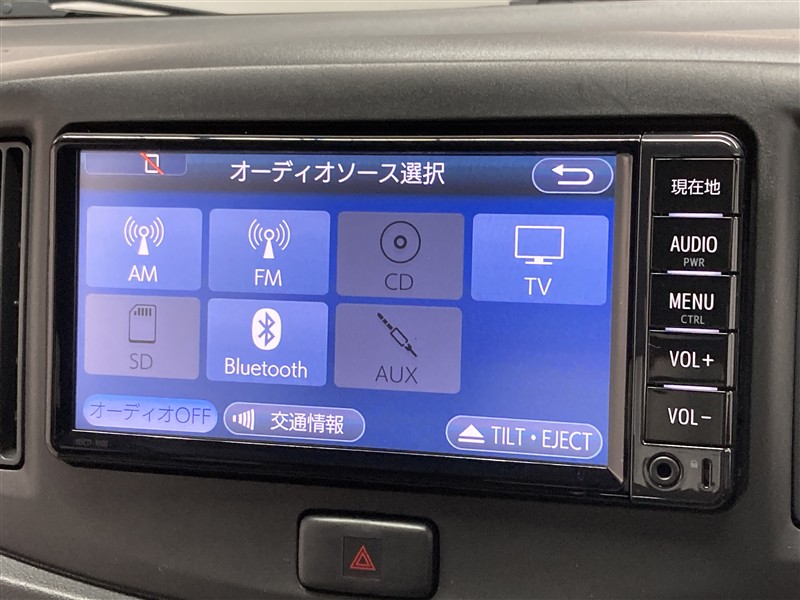 オーディオソース選択
AM
FM
CD
TV
SD
Bluetooth
AUX
オーディオOFF
交通情報
TILT・EJECT
現在地
AUDIO
PWR
MENU
CTRL
VOL+
VOL-